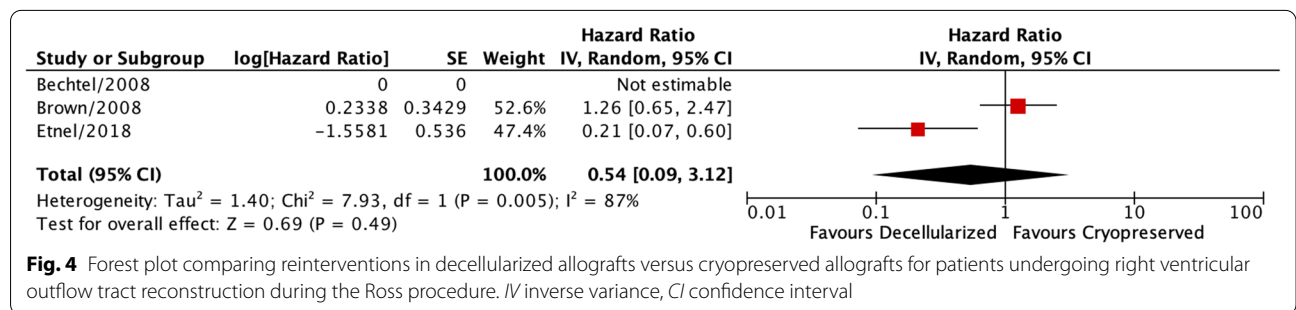 Hazard Ratio Hazard Ratio
Study or Subgroup log[Hazard Ratio] SE Weight IV, Random, 95% CI IV, Random, 95% CI
Bechtel/2008 0 0 Not estimable
Brown/2008 0.2338 0.3429 52.6% 1.26 [0.65, 2.47]
Etnel/2018 −1.5581 0.536 47.4% 0.21 [0.07, 0.60]
Total (95% CI) 100.0% 0.54 [0.09, 3.12]
Heterogeneity: Tau² = 1.40; Chi² = 7.93, df = 1 (P = 0.005); I² = 87%
Test for overall effect: Z = 0.69 (P = 0.49)
0.01 0.1 1 10 100
Favours Decellularized Favours Cryopreserved
Fig. 4 Forest plot comparing reinterventions in decellularized allografts versus cryopreserved allografts for patients undergoing right ventricular
outflow tract reconstruction during the Ross procedure. IV inverse variance, CI confidence interval